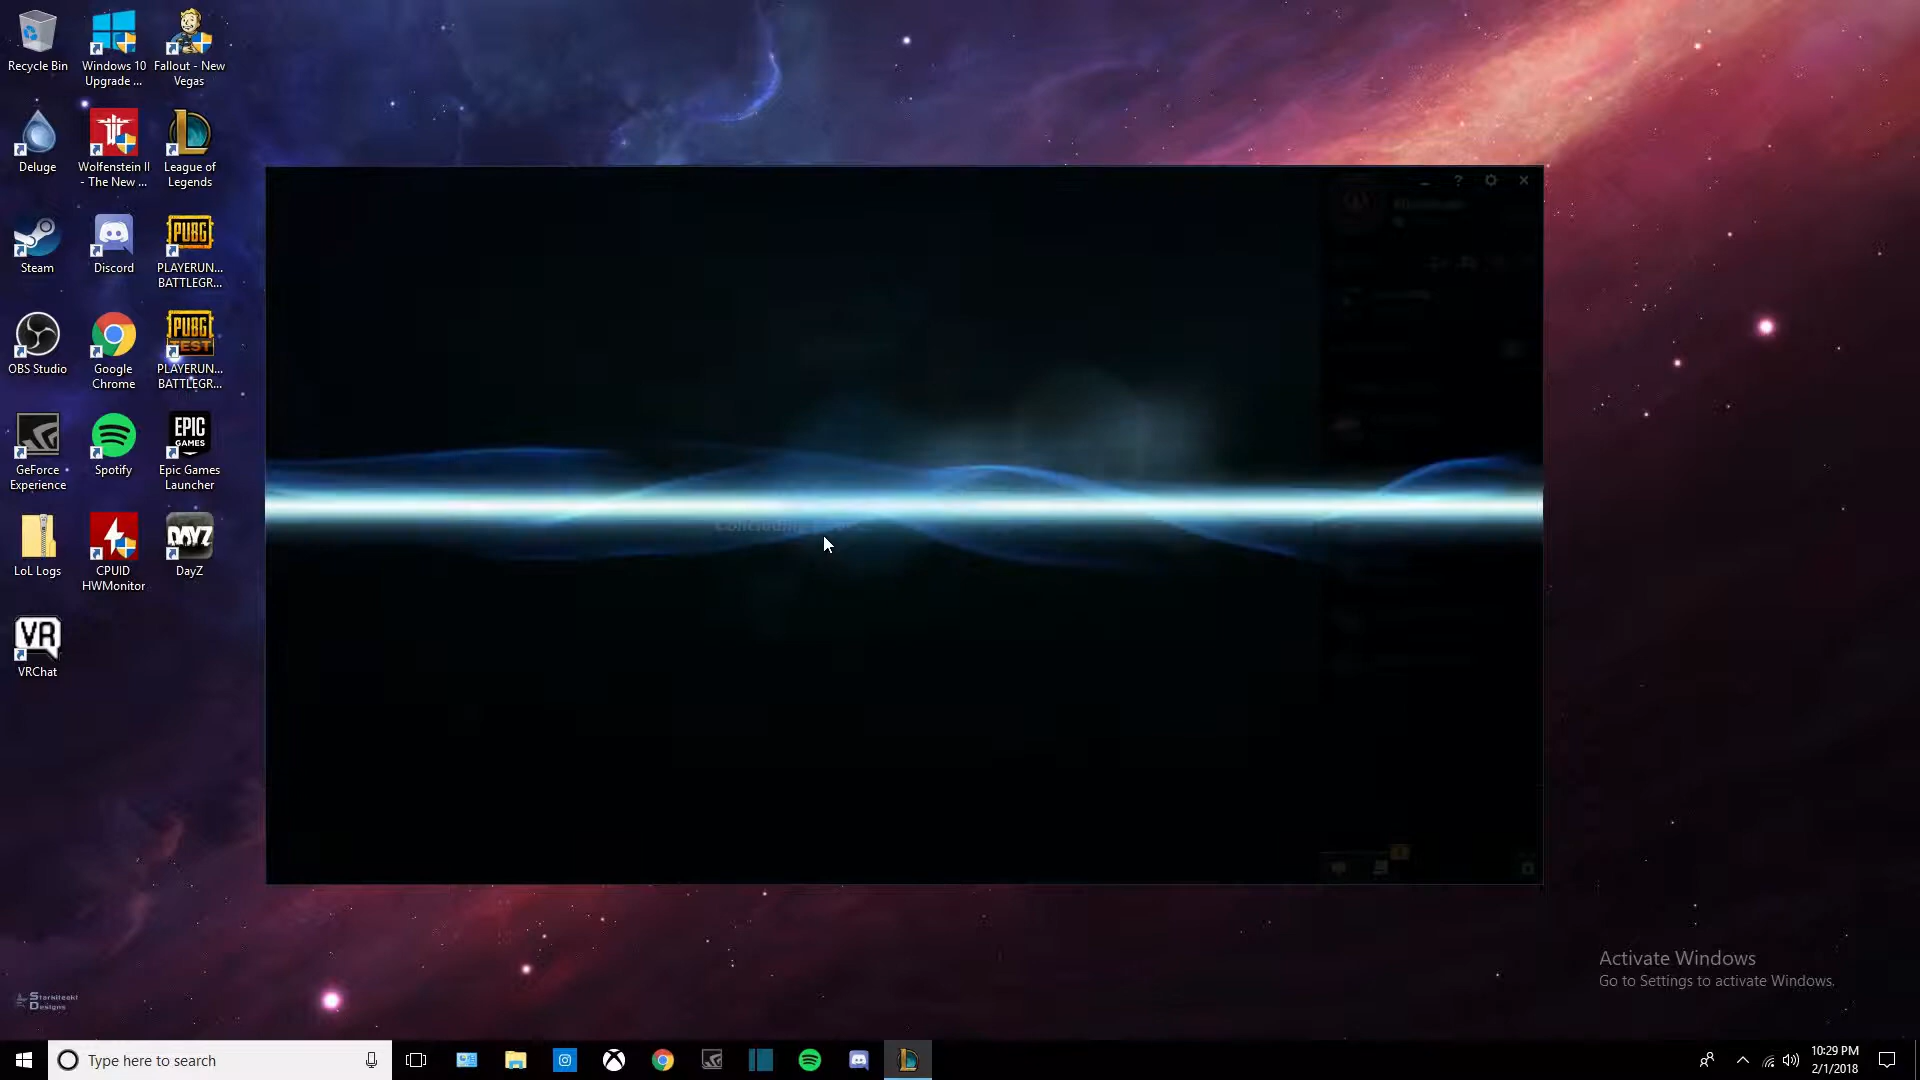 Recycle Bin
Windows 10
Upgrade ...
Fallout - New
Vegas
Deluge
Wolfenstein II
- The New ...
League of
Legends
Steam
Discord
PUBG
PLAYERUN...
BATTLEGR...
OBS Studio
Google
Chrome
PUBG
TEST
PLAYERUN...
BATTLEGR...
GeForce
Experience
Spotify
EPIC
GAMES
Epic Games
Launcher
LoL Logs
CPUID
HWMonitor
DAYZ
DayZ
VR
VRChat
?
Concluding
Activate Windows
Go to Settings to activate Windows.
Starkiteckt
Designs
Type here to search
10:29 PM
2/1/2018